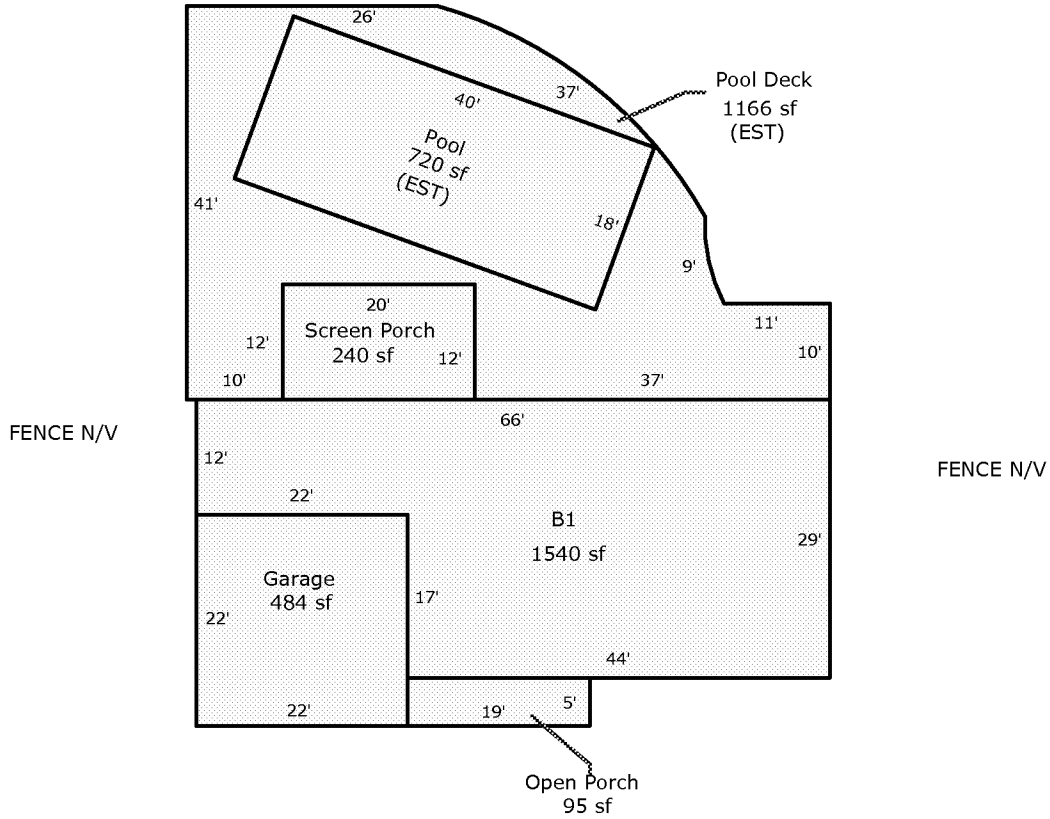 26'
37'
Pool Deck
1166 sf
(EST)
40'
Pool
720 sf
(EST)
41'
18'
9'
20'
Screen Porch
240 sf
12'
12'
11'
10'
10'
37'
FENCE N/V
66'
12'
FENCE N/V
22'
B1
1540 sf
29'
Garage
484 sf
22'
17'
44'
22'
19'
5'
Open Porch
95 sf